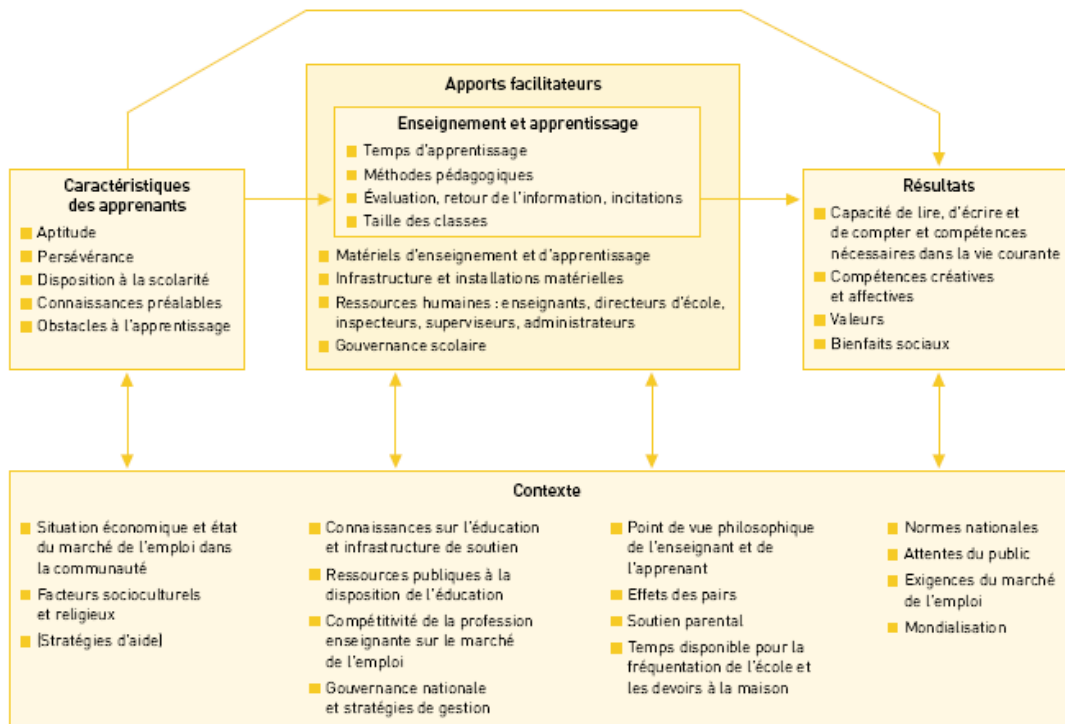 Apports facilitateurs
Enseignement et apprentissage
Temps d'apprentissage
Méthodes pédagogiques
Évaluation, retour de l'information, incitations
Taille des classes
Matériels d'enseignement et d'apprentissage
Infrastructure et installations matérielles
Ressources humaines : enseignants, directeurs d'école,
inspecteurs, superviseurs, administrateurs
Gouvernance scolaire
Caractéristiques
des apprenants
Aptitude
Persévérance
Disposition à la scolarité
Connaissances préalables
Obstacles à l'apprentissage
Résultats
Capacité de lire, d'écrire et
de compter et compétences
nécessaires dans la vie courante
Compétences créatives
et affectives
Valeurs
Bienfaits sociaux
Contexte
Situation économique et état
du marché de l'emploi dans
la communauté
Facteurs socioculturels
et religieux
(Stratégies d'aide)
Connaissances sur l'éducation
et infrastructure de soutien
Ressources publiques à la
disposition de l'éducation
Compétitivité de la profession
enseignante sur le marché
de l'emploi
Gouvernance nationale
et stratégies de gestion
Point de vue philosophique
de l'enseignant et de
l'apprenant
Effets des pairs
Soutien parental
Temps disponible pour la
fréquentation de l'école et
les devoirs à la maison
Normes nationales
Attentes du public
Exigences du marché
de l'emploi
Mondialisation